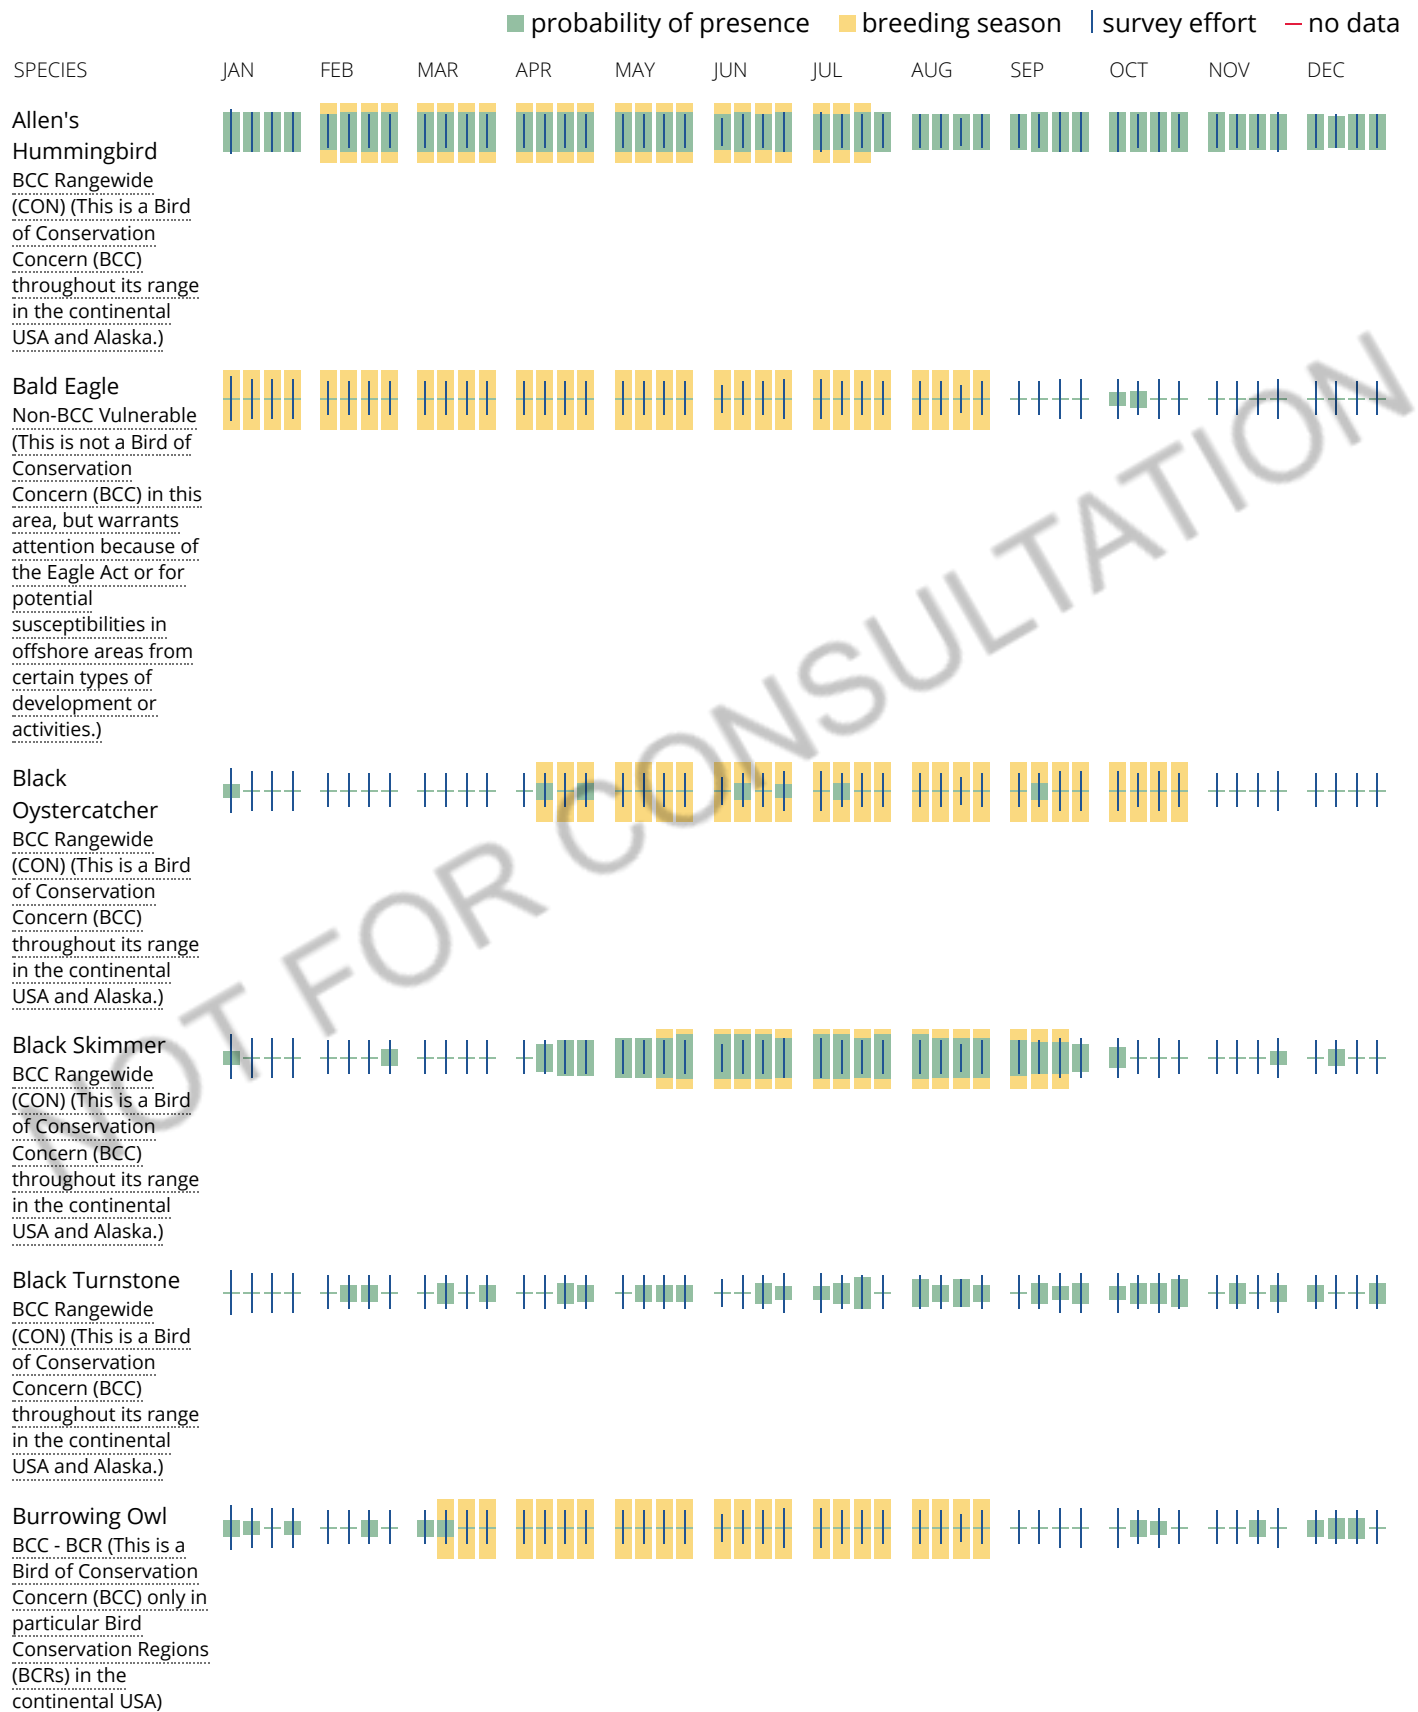 probability of presence breeding season survey effort no data
SPECIES JAN FEB MAR APR MAY JUN JUL AUG SEP OCT NOV DEC
Allen's
Hummingbird
BCC Rangewide
(CON) (This is a Bird
of Conservation
Concern (BCC)
throughout its range
in the continental
USA and Alaska.)
Bald Eagle
Non-BCC Vulnerable
(This is not a Bird of
Conservation
Concern (BCC) in this
area, but warrants
attention because of
the Eagle Act or for
potential
susceptibilities in
offshore areas from
certain types of
development or
activities.)
Black
Oystercatcher
BCC Rangewide
(CON) (This is a Bird
of Conservation
Concern (BCC)
throughout its range
in the continental
USA and Alaska.)
Black Skimmer
BCC Rangewide
(CON) (This is a Bird
of Conservation
Concern (BCC)
throughout its range
in the continental
USA and Alaska.)
Black Turnstone
BCC Rangewide
(CON) (This is a Bird
of Conservation
Concern (BCC)
throughout its range
in the continental
USA and Alaska.)
Burrowing Owl
BCC - BCR (This is a
Bird of Conservation
Concern (BCC) only in
particular Bird
Conservation Regions
(BCRs) in the
continental USA)
NOT FOR CONSULTATION